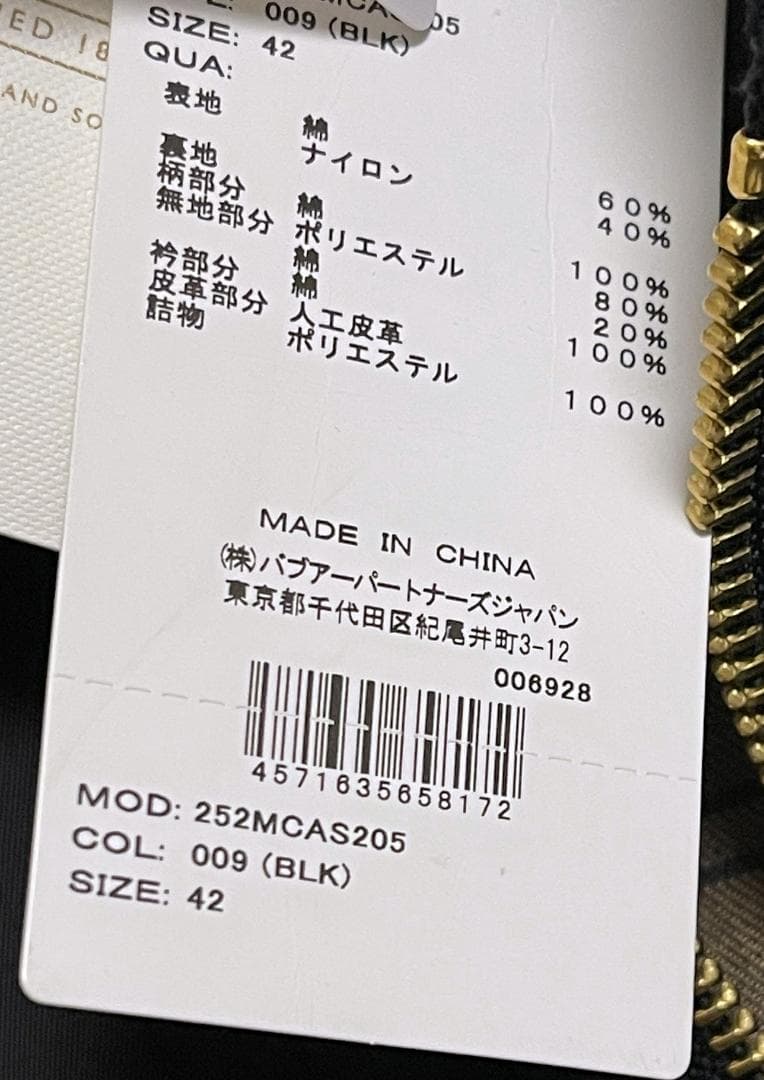 ED 18
AND SO
MCAS205
009 (BLK)
SIZE: 42
QUA:
表地
綿 60%
ナイロン 40%
裏地
柄部分 綿 100%
無地部分 ポリエステル 80%
綿 20%
衿部分 綿 100%
皮革部分 人工皮革
詰物 ポリエステル 100%
MADE IN CHINA
(株)バブアーパートナーズジャパン
東京都千代田区紀尾井町3-12
006928
4571635658172
MOD: 252MCAS205
COL: 009 (BLK)
SIZE: 42